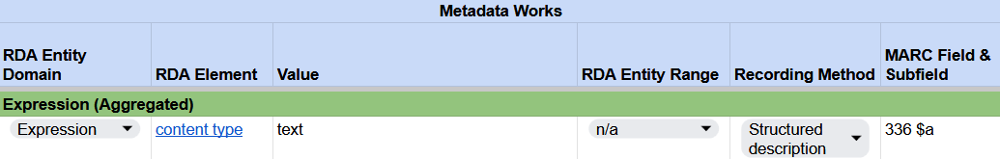 Metadata Works
RDA Entity Domain RDA Element Value RDA Entity Range Recording Method MARC Field & Subfield
Expression (Aggregated)
Expression content type text n/a Structured description 336 $a